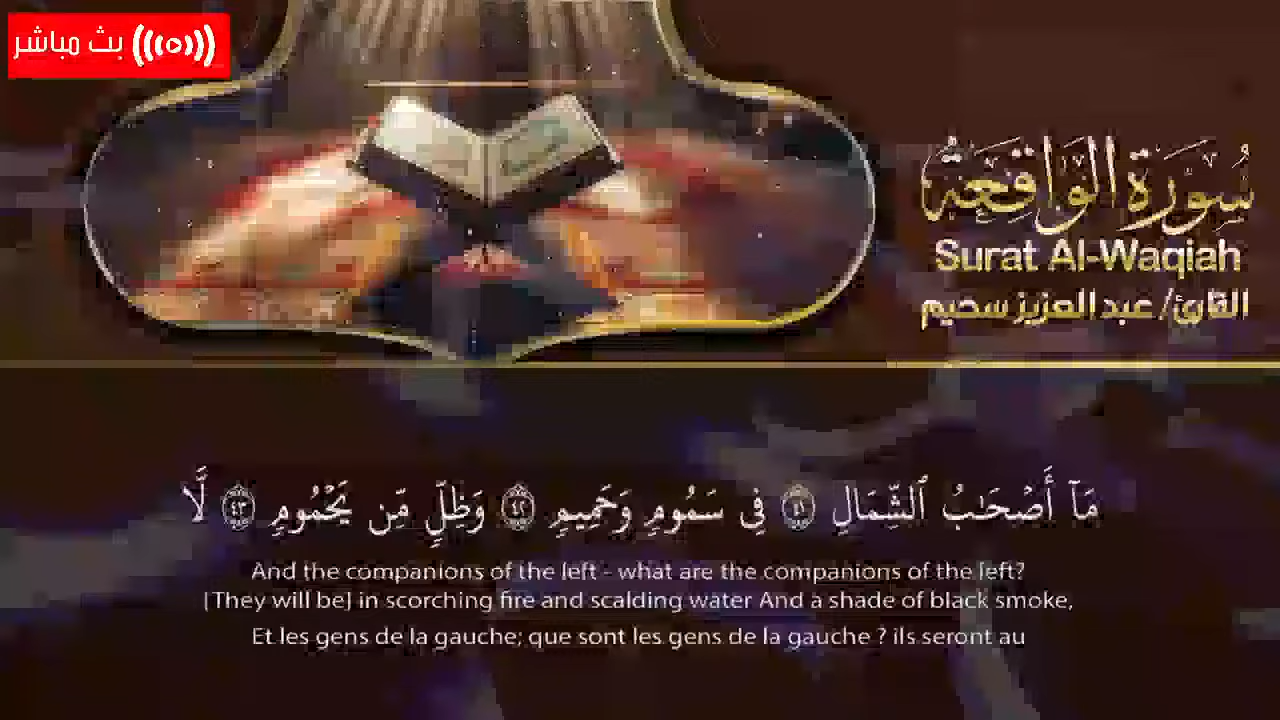 بث مباشر
سورة الواقعة
Surat Al-Waqiah
القارئ/ عبد العزيز سحيم
مَآ أَصْحَٰبُ ٱلشِّمَالِ ٤١ فِى سَمُومٍ وَحَمِيمٍ ٤٢ وَظِلٍّ مِّن يَحْمُومٍ ٤٣ لَّا
And the companions of the left - what are the companions of the left?
[They will be] in scorching fire and scalding water And a shade of black smoke,
Et les gens de la gauche; que sont les gens de la gauche ? ils seront au